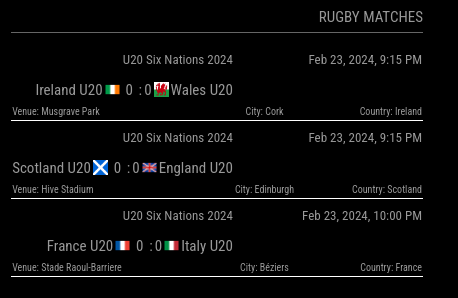 RUGBY MATCHES
U20 Six Nations 2024 Feb 23, 2024, 9:15 PM
Ireland U20 0 : 0 Wales U20
Venue: Musgrave Park City: Cork Country: Ireland
U20 Six Nations 2024 Feb 23, 2024, 9:15 PM
Scotland U20 0 : 0 England U20
Venue: Hive Stadium City: Edinburgh Country: Scotland
U20 Six Nations 2024 Feb 23, 2024, 10:00 PM
France U20 0 : 0 Italy U20
Venue: Stade Raoul-Barriere City: Béziers Country: France